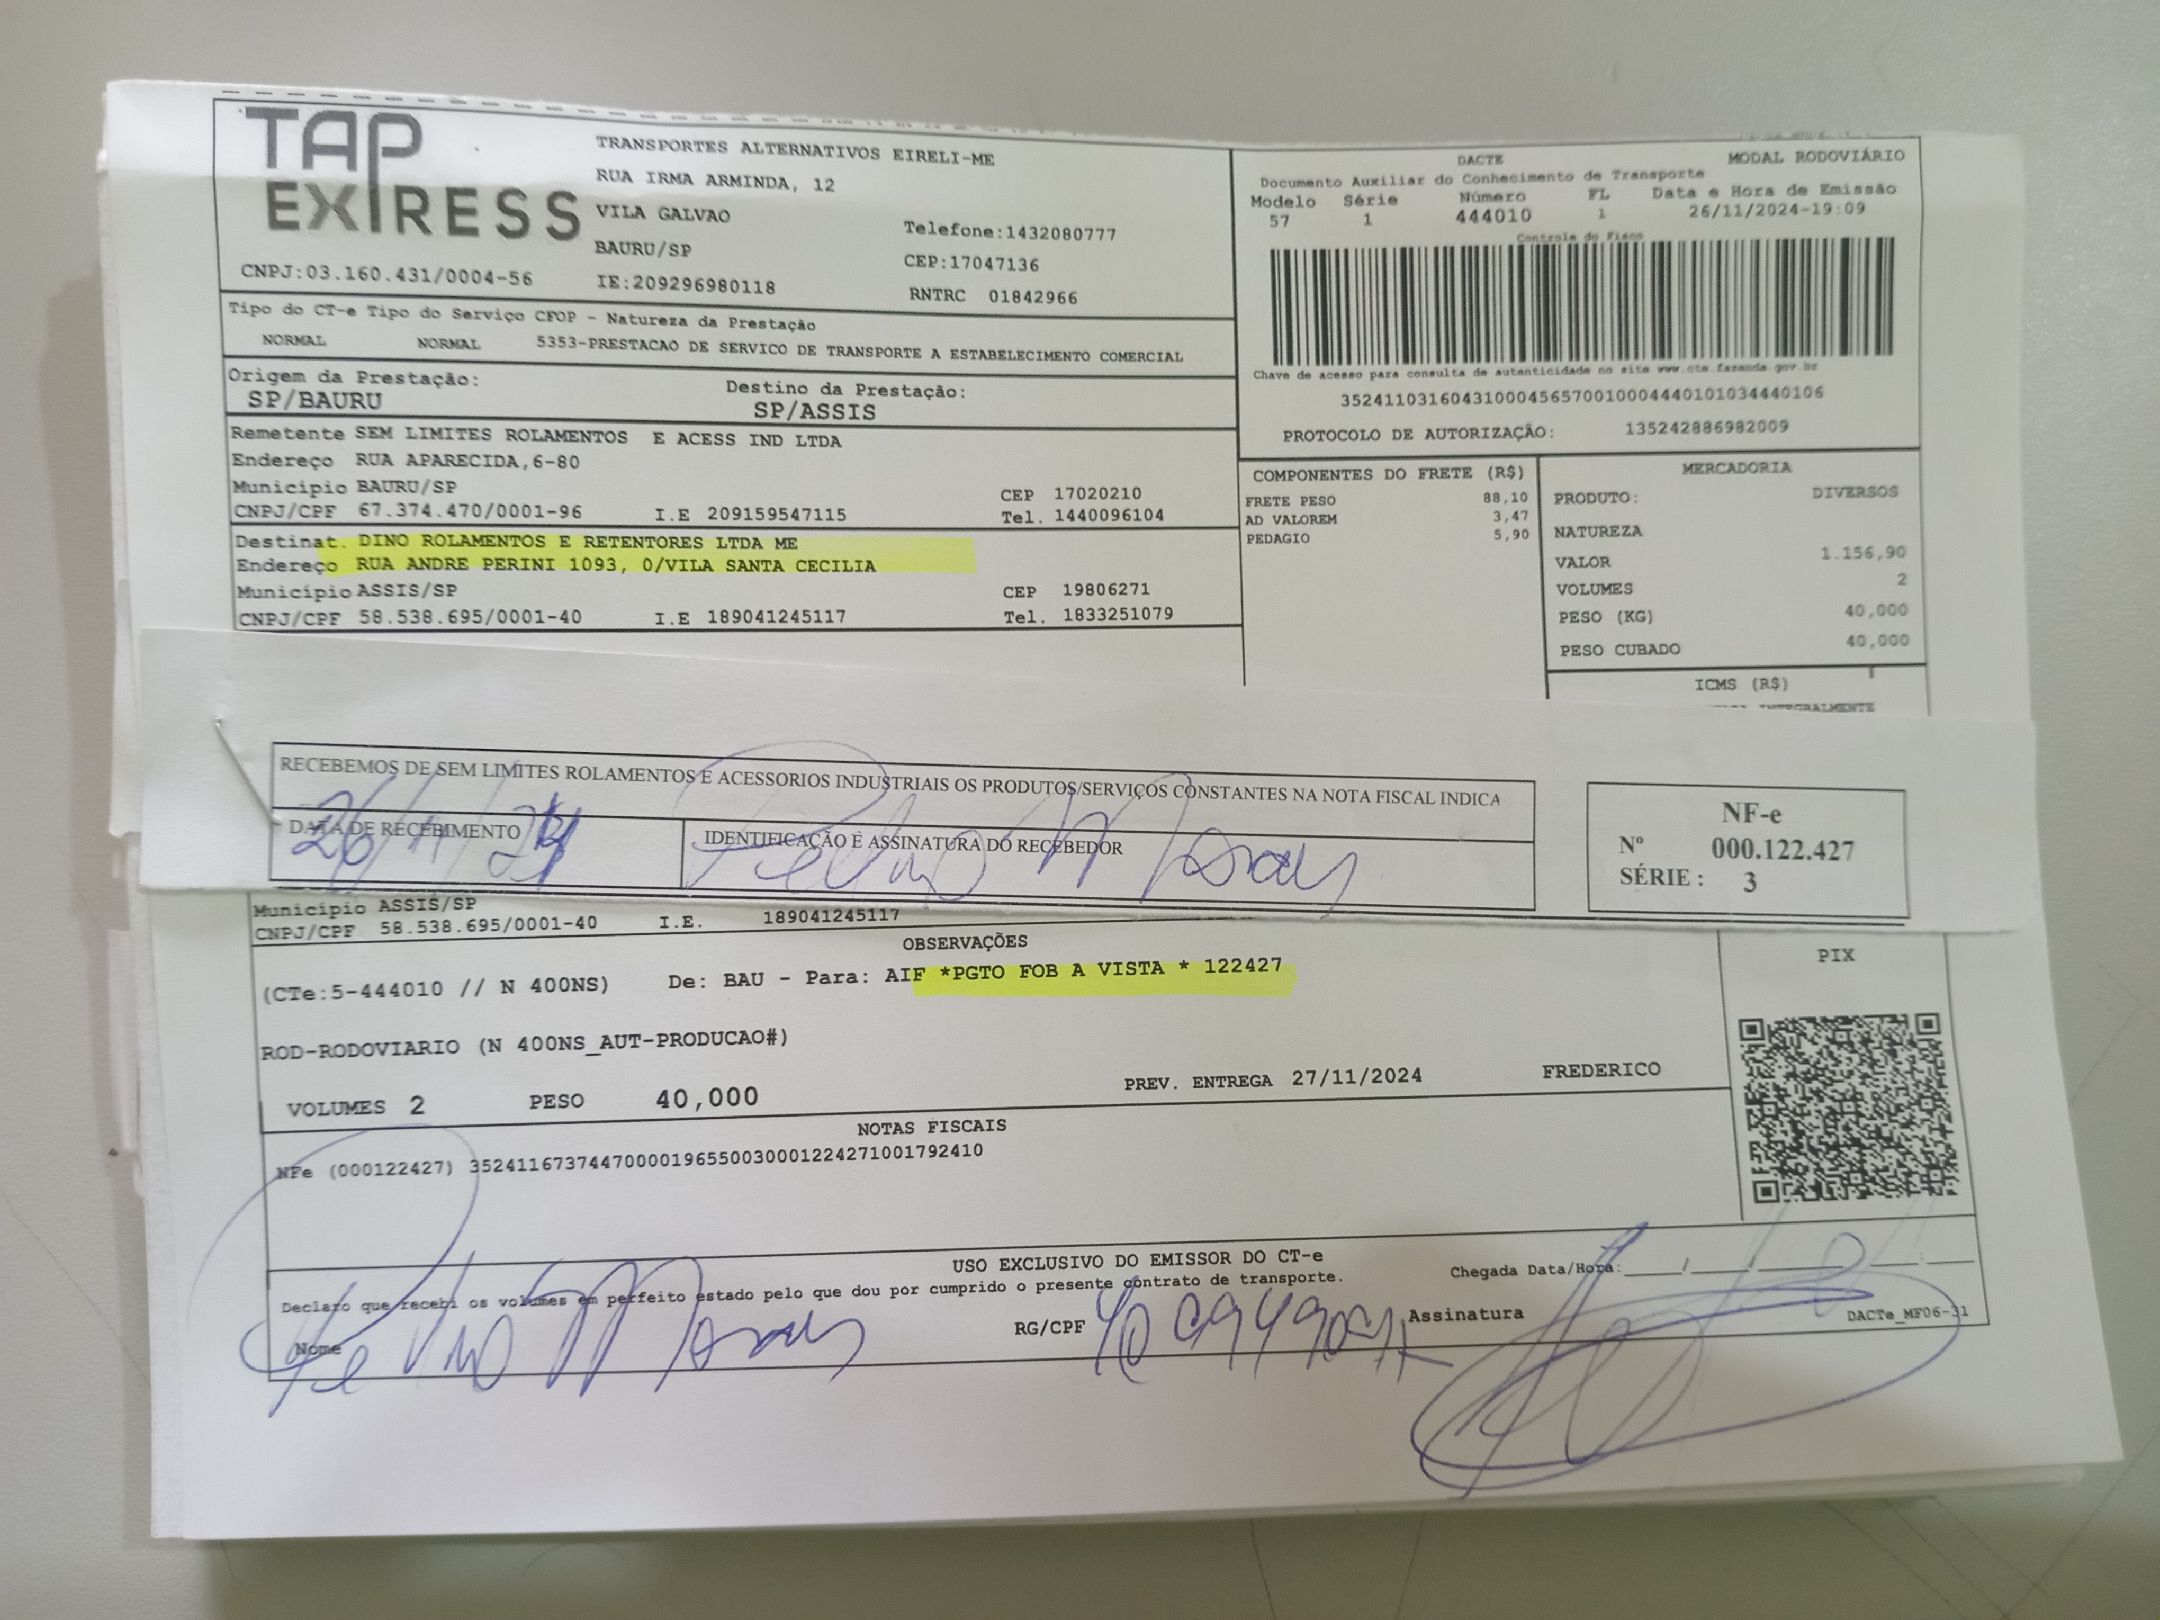 TAP EXPRESS
TRANSPORTES ALTERNATIVOS EIRELI-ME
RUA IRMA ARMINDA, 12
VILA GALVAO
BAURU/SP
Telefone:1432080777
CEP:17047136
CNPJ:03.160.431/0004-56
IE:209296980118
RNTRC 01842966
DACTE
MODAL RODOVIÁRIO
Documento Auxiliar do Conhecimento de Transporte
Modelo Série Número FL Data e Hora de Emissão
57 1 444010 1 26/11/2024-19:09
Controle do Fisco
Chave de acesso para consulta de autenticidade no site www.cte.fazenda.gov.br
35241103160431000456570010004440101034440106
PROTOCOLO DE AUTORIZAÇÃO: 135242886982009
Tipo do CT-e Tipo do Serviço CFOP - Natureza da Prestação
NORMAL NORMAL 5353-PRESTACAO DE SERVICO DE TRANSPORTE A ESTABELECIMENTO COMERCIAL
Origem da Prestação: Destino da Prestação:
SP/BAURU SP/ASSIS
Remetente SEM LIMITES ROLAMENTOS E ACESS IND LTDA
Endereço RUA APARECIDA,6-80
Município BAURU/SP CEP 17020210
CNPJ/CPF 67.374.470/0001-96 I.E 209159547115 Tel. 1440096104
Destinat. DINO ROLAMENTOS E RETENTORES LTDA ME
Endereço RUA ANDRE PERINI 1093, 0/VILA SANTA CECILIA
Município ASSIS/SP CEP 19806271
CNPJ/CPF 58.538.695/0001-40 I.E 189041245117 Tel. 1833251079
COMPONENTES DO FRETE (R$)
FRETE PESO 88,10
AD VALOREM 3,47
PEDAGIO 5,90
MERCADORIA
PRODUTO: DIVERSOS
NATUREZA
VALOR 1.156,90
VOLUMES 2
PESO (KG) 40,000
PESO CUBADO 40,000
ICMS (R$)
INTEGRALMENTE
RECEBEMOS DE SEM LIMITES ROLAMENTOS E ACESSORIOS INDUSTRIAIS OS PRODUTOS/SERVIÇOS CONSTANTES NA NOTA FISCAL INDICA
DATA DE RECEBIMENTO
26/11/24
IDENTIFICAÇÃO E ASSINATURA DO RECEBEDOR
NF-e
Nº 000.122.427
SÉRIE : 3
Município ASSIS/SP
CNPJ/CPF 58.538.695/0001-40 I.E. 189041245117
OBSERVAÇÕES
(CTe:5-444010 // N 400NS) De: BAU - Para: AIF *PGTO FOB A VISTA * 122427
ROD-RODOVIARIO (N 400NS_AUT-PRODUCAO#)
VOLUMES 2 PESO 40,000 PREV. ENTREGA 27/11/2024 FREDERICO
PIX
NOTAS FISCAIS
NFe (000122427) 35241167374470000196550030001224271001792410
USO EXCLUSIVO DO EMISSOR DO CT-e
Declaro que recebi os volumes em perfeito estado pelo que dou por cumprido o presente contrato de transporte.
Chegada Data/Hora:____/____/____ ____:____
Nome
RG/CPF
Assinatura
DACTe_MF06-31